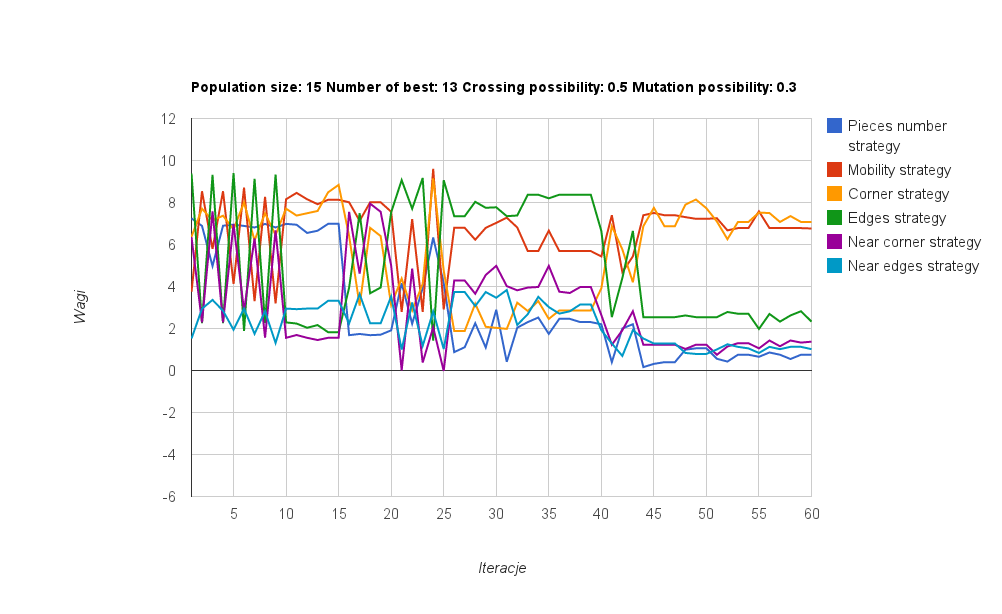 Population size: 15 Number of best: 13 Crossing possibility: 0.5 Mutation possibility: 0.3
12
10
8
6
4
2
0
-2
-4
-6
Wagi
5 10 15 20 25 30 35 40 45 50 55 60
Iteracje
Pieces number
strategy
Mobility strategy
Corner strategy
Edges strategy
Near corner strategy
Near edges strategy